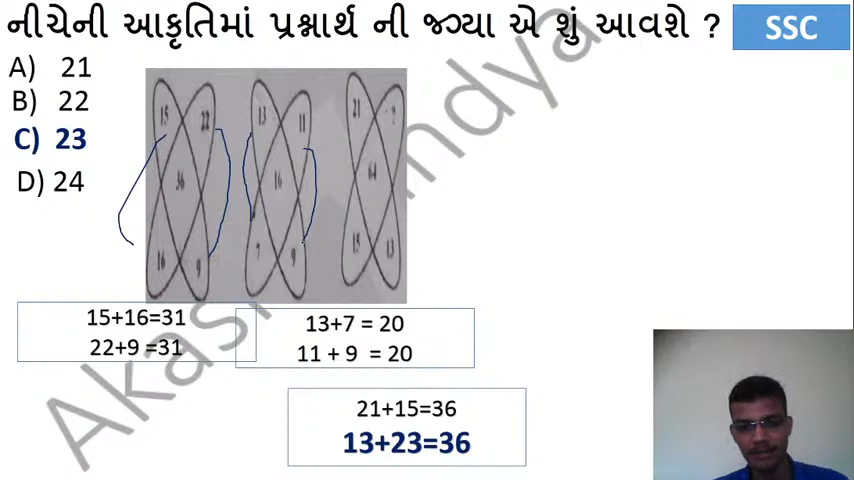 નીચેની આકૃતિમાં પ્રશ્નાર્થ ની જગ્યા એ શું આવશે ?
SSC
A) 21
B) 22
C) 23
D) 24
15 22
36
16 9
13 11
16
7 9
21 ?
64
15 13
15+16=31
22+9 =31
13+7 = 20
11 + 9 = 20
21+15=36
13+23=36